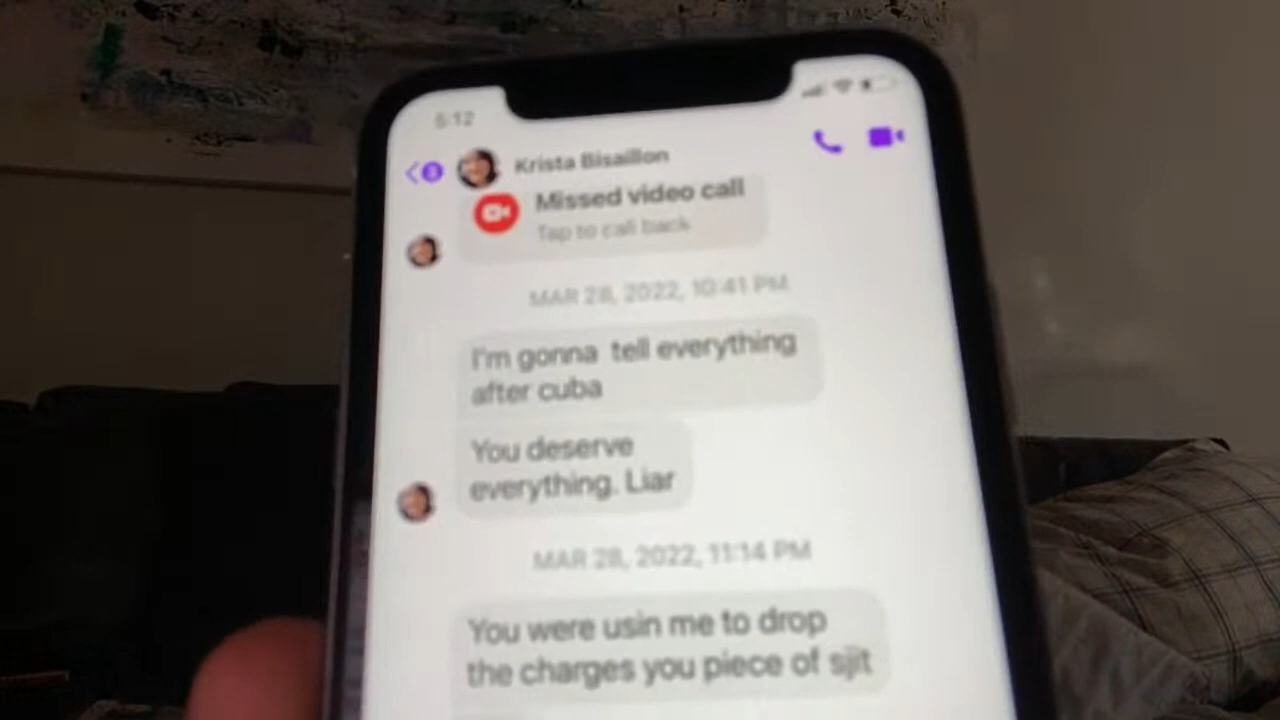 5:12
3
Krista Bisaillon
Missed video call
Tap to call back
MAR 28, 2022, 10:41 PM
I'm gonna tell everything
after cuba
You deserve
everything. Liar
MAR 28, 2022, 11:14 PM
You were usin me to drop
the charges you piece of sjit